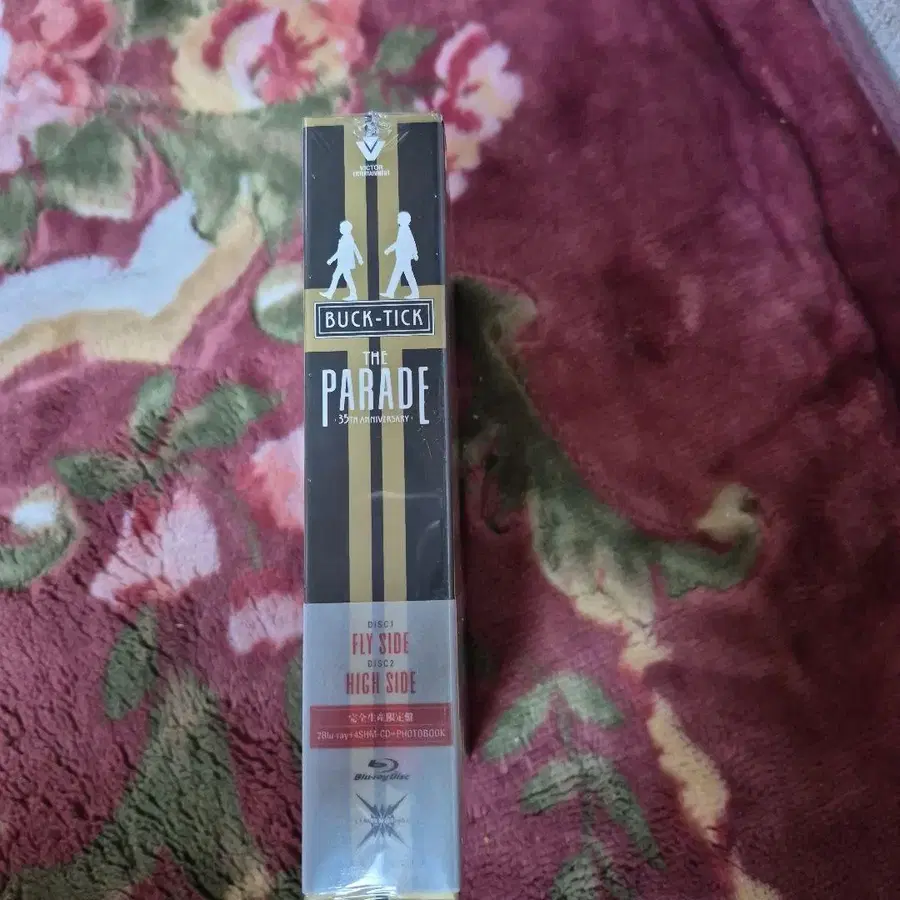 VICTOR
ENTERTAINMENT
BUCK-TICK
THE
PARADE
·35TH ANNIVERSARY·
DISC1
FLY SIDE
DISC2
HIGH SIDE
完全生産限定盤
2Blu-ray+4SHM-CD+PHOTOBOOK
Blu-ray Disc